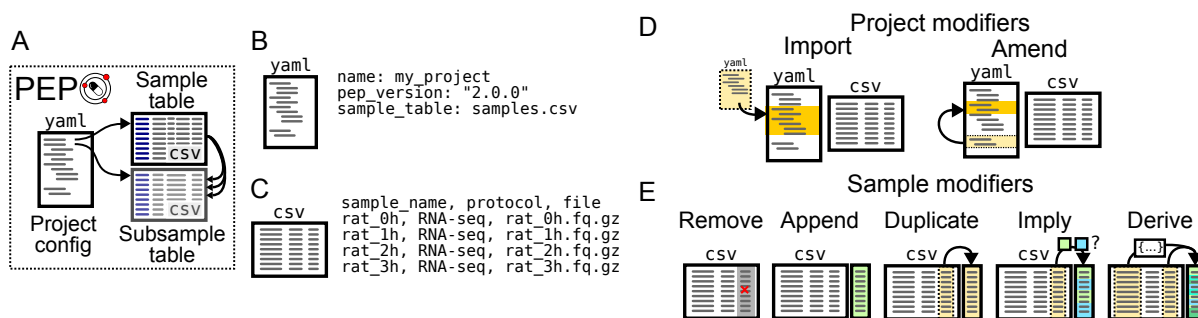 A
PEP
Sample
table
yaml
csv
csv
Project
config
Subsample
table
B
yaml
name: my_project
pep_version: "2.0.0"
sample_table: samples.csv
C
csv
sample_name, protocol, file
rat_0h, RNA-seq, rat_0h.fq.gz
rat_1h, RNA-seq, rat_1h.fq.gz
rat_2h, RNA-seq, rat_2h.fq.gz
rat_3h, RNA-seq, rat_3h.fq.gz
D
Project modifiers
Import
Amend
yaml
yaml
csv
yaml
csv
E
Sample modifiers
Remove
Append
Duplicate
Imply
Derive
csv
csv
csv
csv
?
csv
{...}